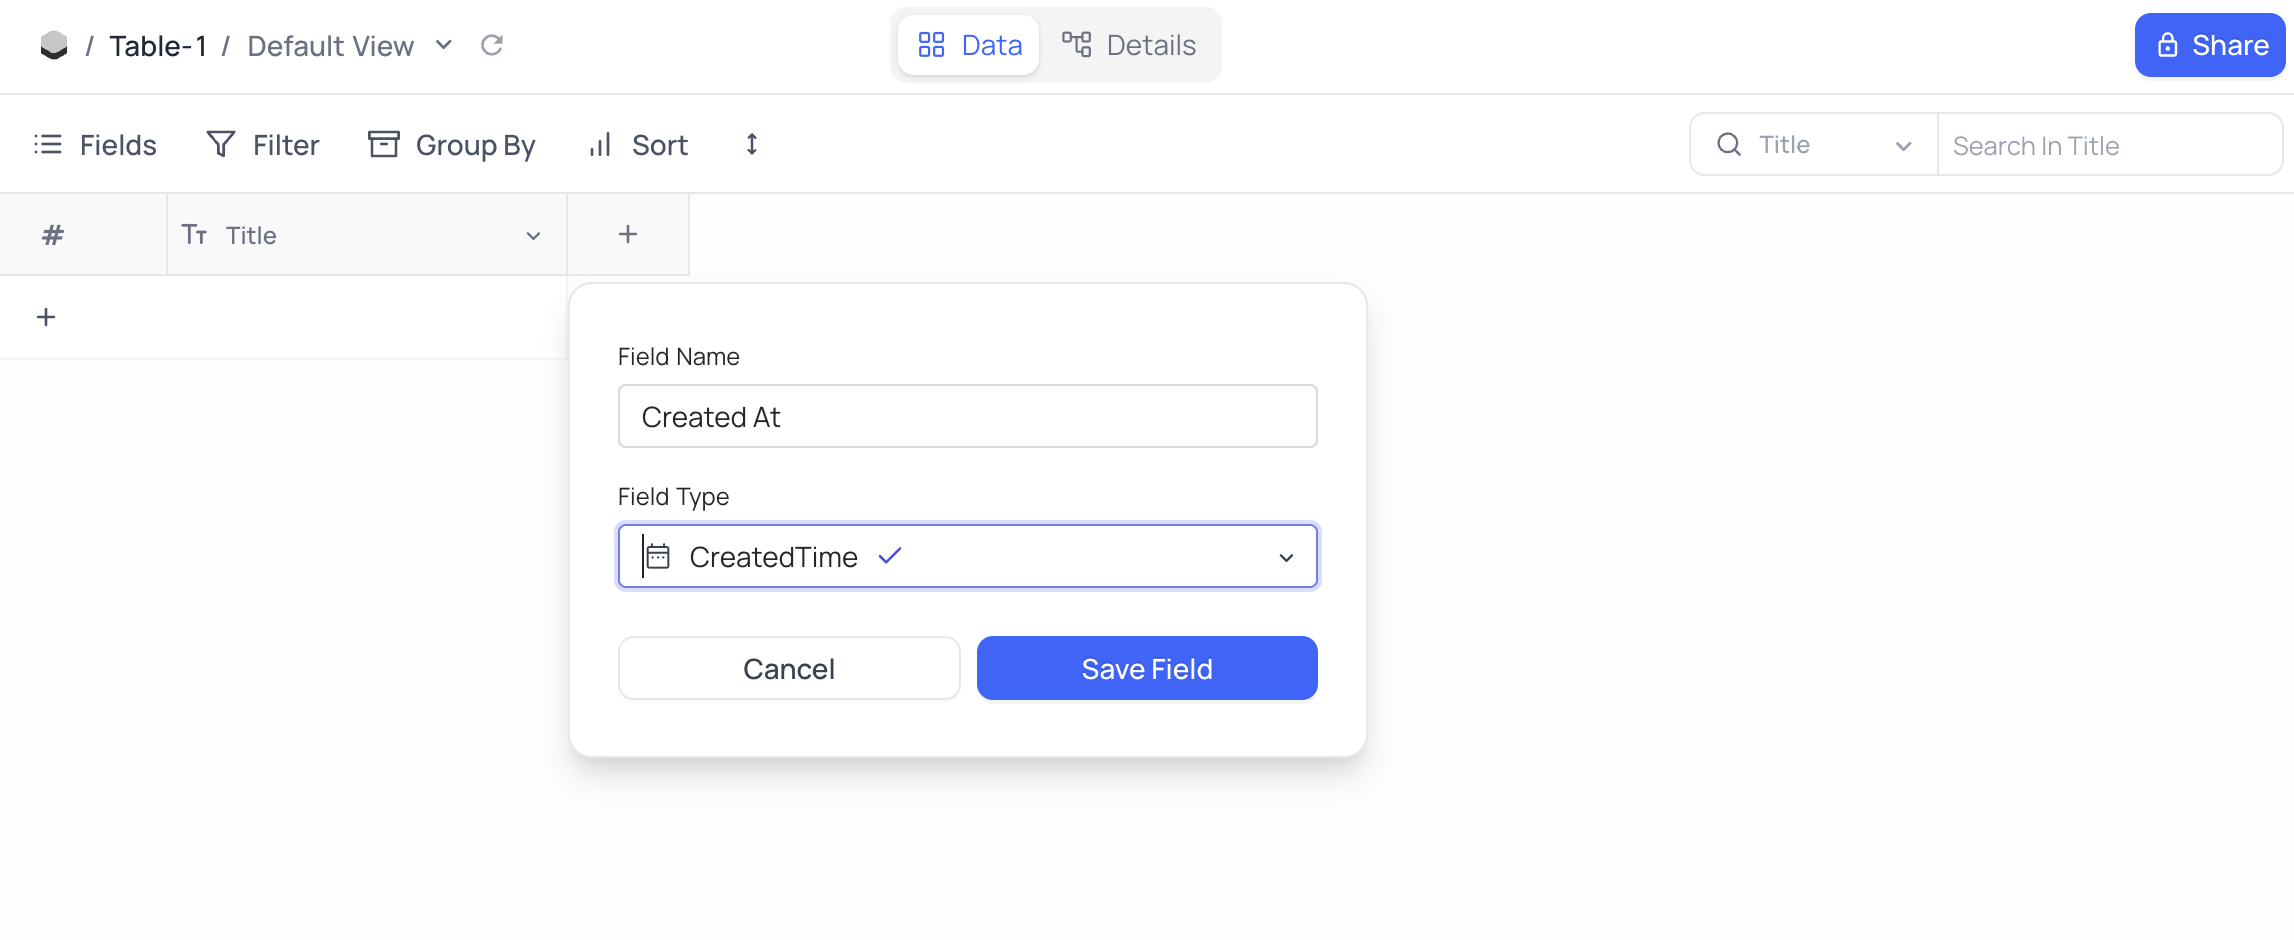 / Table-1 / Default View
Data
Details
Share
Fields
Filter
Group By
Sort
Title
Search In Title
#
Tт Title
+
+
Field Name
Created At
Field Type
CreatedTime
Cancel
Save Field